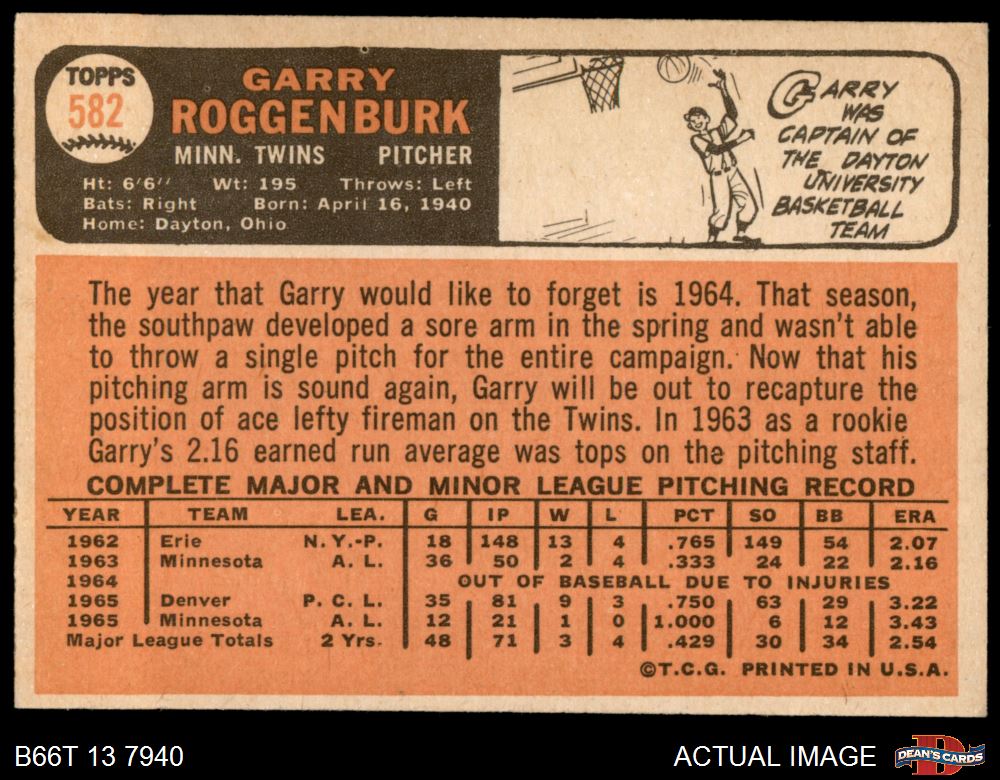 TOPPS
582
GARRY
ROGGENBURK
MINN. TWINS PITCHER
Ht: 6'6'' Wt: 195 Throws: Left
Bats: Right Born: April 16, 1940
Home: Dayton, Ohio
GARRY
WAS
CAPTAIN OF
THE DAYTON
UNIVERSITY
BASKETBALL
TEAM
The year that Garry would like to forget is 1964. That season,
the southpaw developed a sore arm in the spring and wasn't able
to throw a single pitch for the entire campaign. Now that his
pitching arm is sound again, Garry will be out to recapture the
position of ace lefty fireman on the Twins. In 1963 as a rookie
Garry's 2.16 earned run average was tops on the pitching staff.
COMPLETE MAJOR AND MINOR LEAGUE PITCHING RECORD
YEAR TEAM LEA. G IP W L PCT SO BB ERA
1962 Erie N. Y.-P. 18 148 13 4 .765 149 54 2.07
1963 Minnesota A. L. 36 50 2 4 .333 24 22 2.16
1964 OUT OF BASEBALL DUE TO INJURIES
1965 Denver P. C. L. 35 81 9 3 .750 63 29 3.22
1965 Minnesota A. L. 12 21 1 0 1.000 6 12 3.43
Major League Totals 2 Yrs. 48 71 3 4 .429 30 34 2.54
©T.C.G. PRINTED IN U.S.A.
B66T 13 7940
ACTUAL IMAGE
DEAN'S CARDS